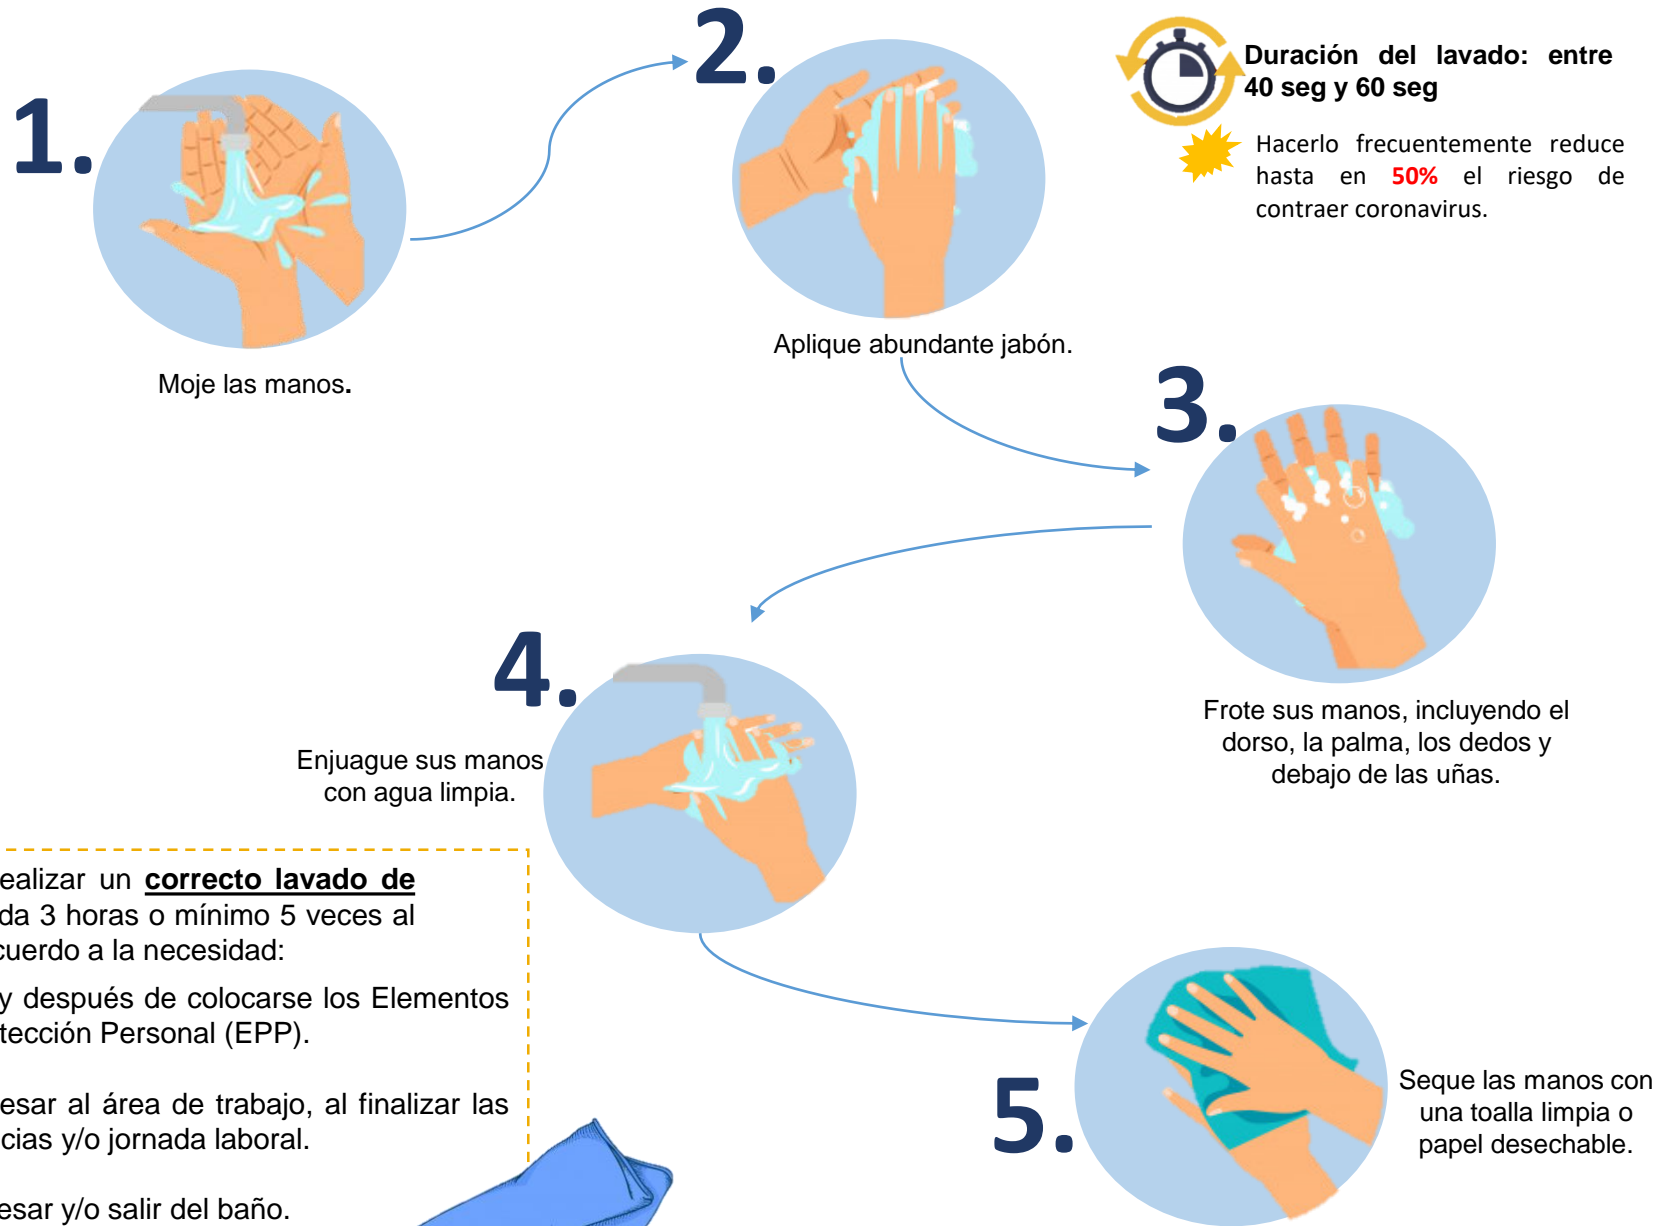 1.
Moje las manos.
2.
Aplique abundante jabón.
Duración del lavado: entre
40 seg y 60 seg
Hacerlo frecuentemente reduce
hasta en 50% el riesgo de
contraer coronavirus.
3.
Frote sus manos, incluyendo el
dorso, la palma, los dedos y
debajo de las uñas.
4.
Enjuague sus manos
con agua limpia.
ealizar un correcto lavado de
da 3 horas o mínimo 5 veces al
cuerdo a la necesidad:
y después de colocarse los Elementos
tección Personal (EPP).
esar al área de trabajo, al finalizar las
cias y/o jornada laboral.
esar y/o salir del baño.
5.
Seque las manos con
una toalla limpia o
papel desechable.